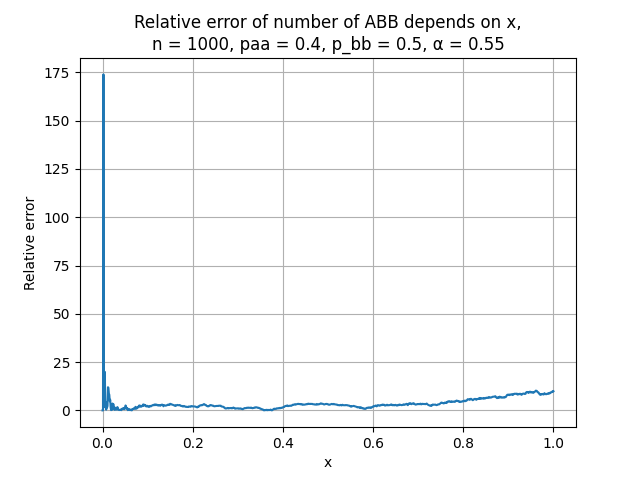 Relative error of number of ABB depends on x,
n = 1000, paa = 0.4, p_bb = 0.5, α = 0.55
175
150
125
100
75
50
25
0
Relative error
0.0 0.2 0.4 0.6 0.8 1.0
x